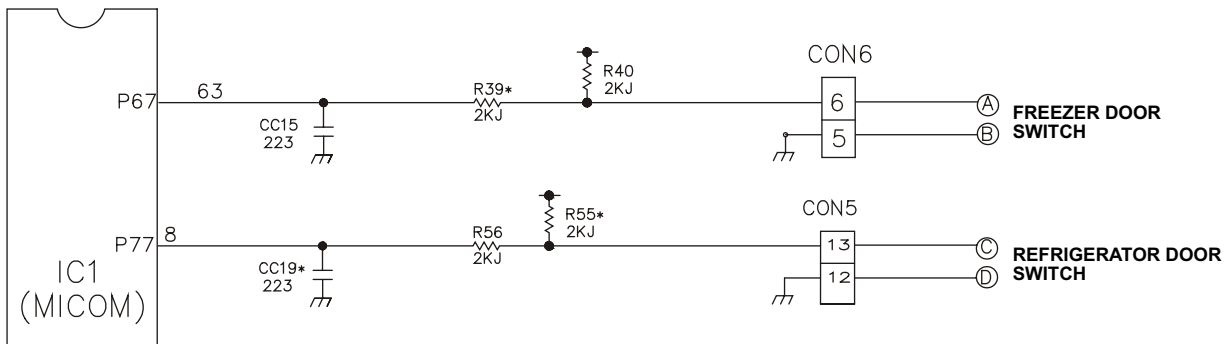 CON6
R40
2KJ
R39*
2KJ
63
P67
6
A
FREEZER DOOR
SWITCH
CC15
223
5
B
CON5
R55*
2KJ
R56
2KJ
8
P77
13
C
REFRIGERATOR DOOR
SWITCH
CC19*
223
12
D
IC1
(MICOM)